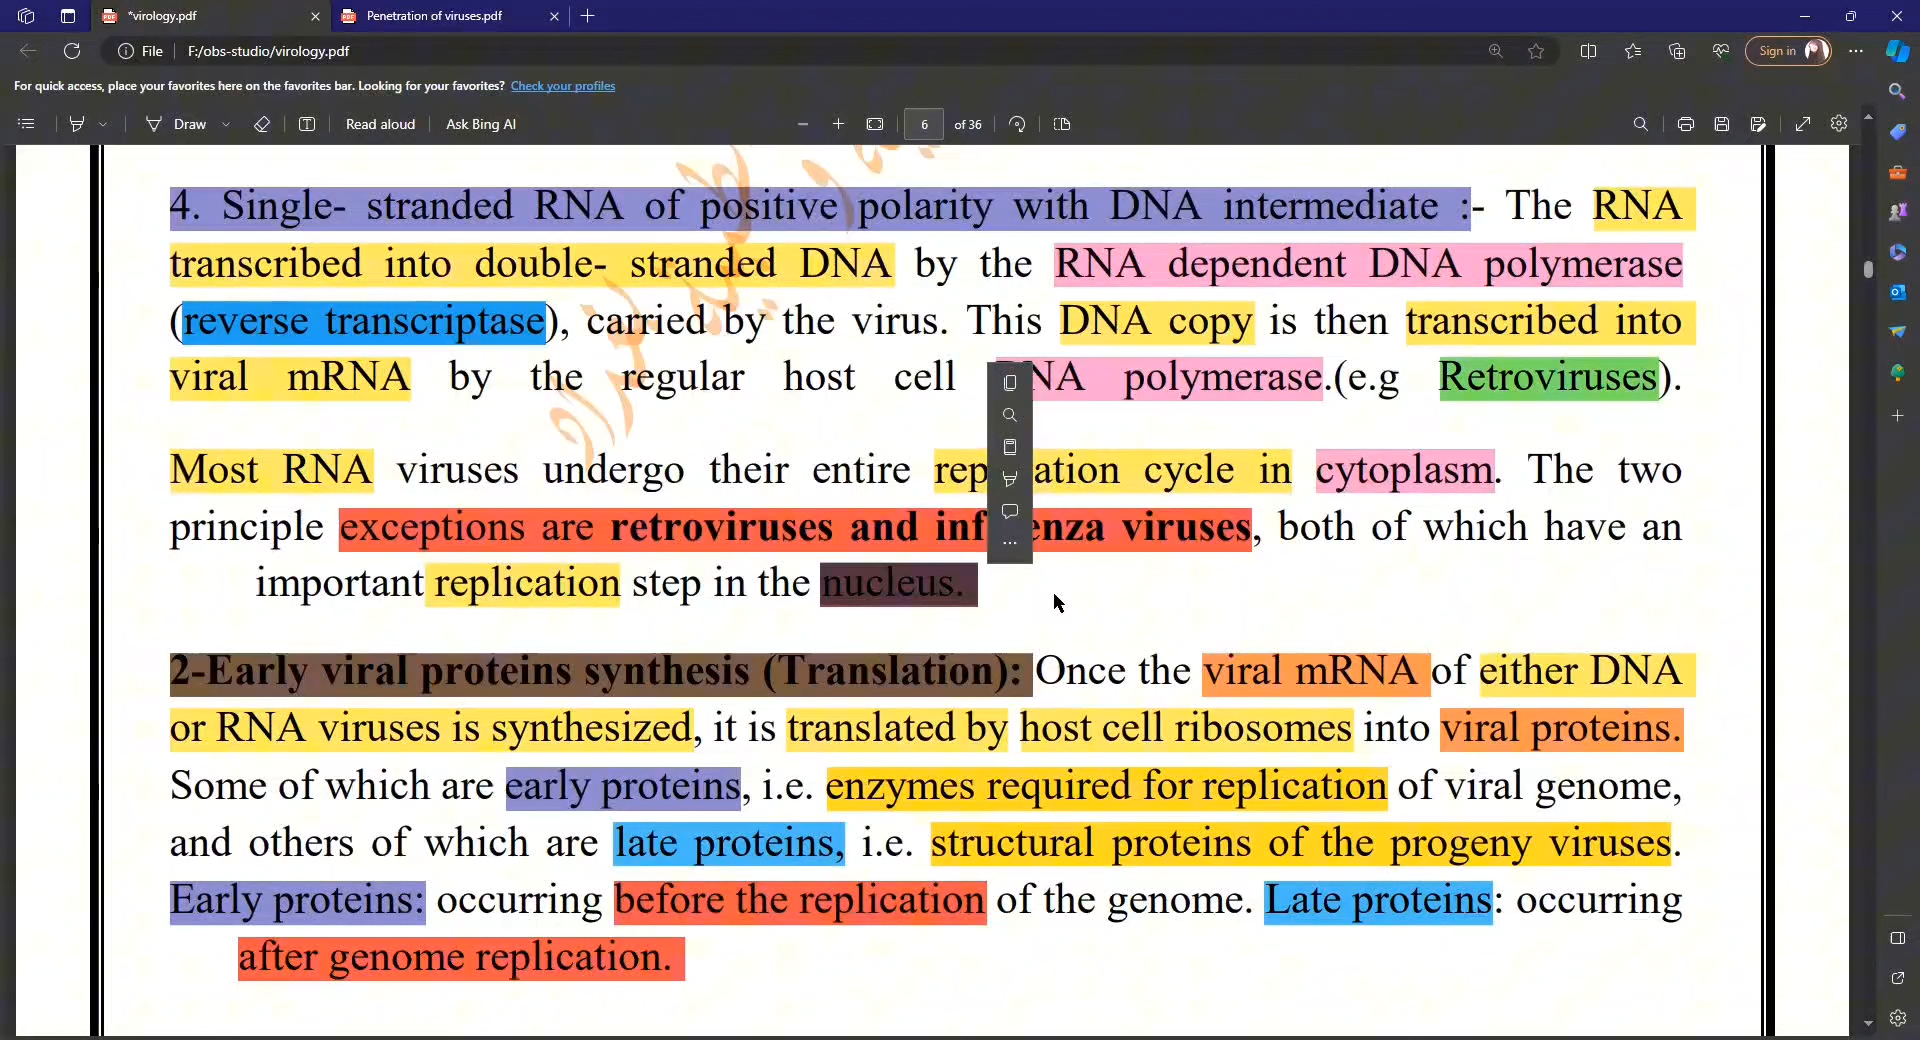 *virology.pdf
Penetration of viruses.pdf
File
F:/obs-studio/virology.pdf
Sign in
For quick access, place your favorites here on the favorites bar. Looking for your favorites? Check your profiles
Draw
Read aloud
Ask Bing AI
6 of 36
4. Single- stranded RNA of positive polarity with DNA intermediate :- The RNA
transcribed into double- stranded DNA by the RNA dependent DNA polymerase
(reverse transcriptase), carried by the virus. This DNA copy is then transcribed into
viral mRNA by the regular host cell NA polymerase.(e.g Retroviruses).
Most RNA viruses undergo their entire rep ation cycle in cytoplasm. The two
principle exceptions are retroviruses and inf enza viruses, both of which have an
important replication step in the nucleus.
2-Early viral proteins synthesis (Translation): Once the viral mRNA of either DNA
or RNA viruses is synthesized, it is translated by host cell ribosomes into viral proteins.
Some of which are early proteins, i.e. enzymes required for replication of viral genome,
and others of which are late proteins, i.e. structural proteins of the progeny viruses.
Early proteins: occurring before the replication of the genome. Late proteins: occurring
after genome replication.